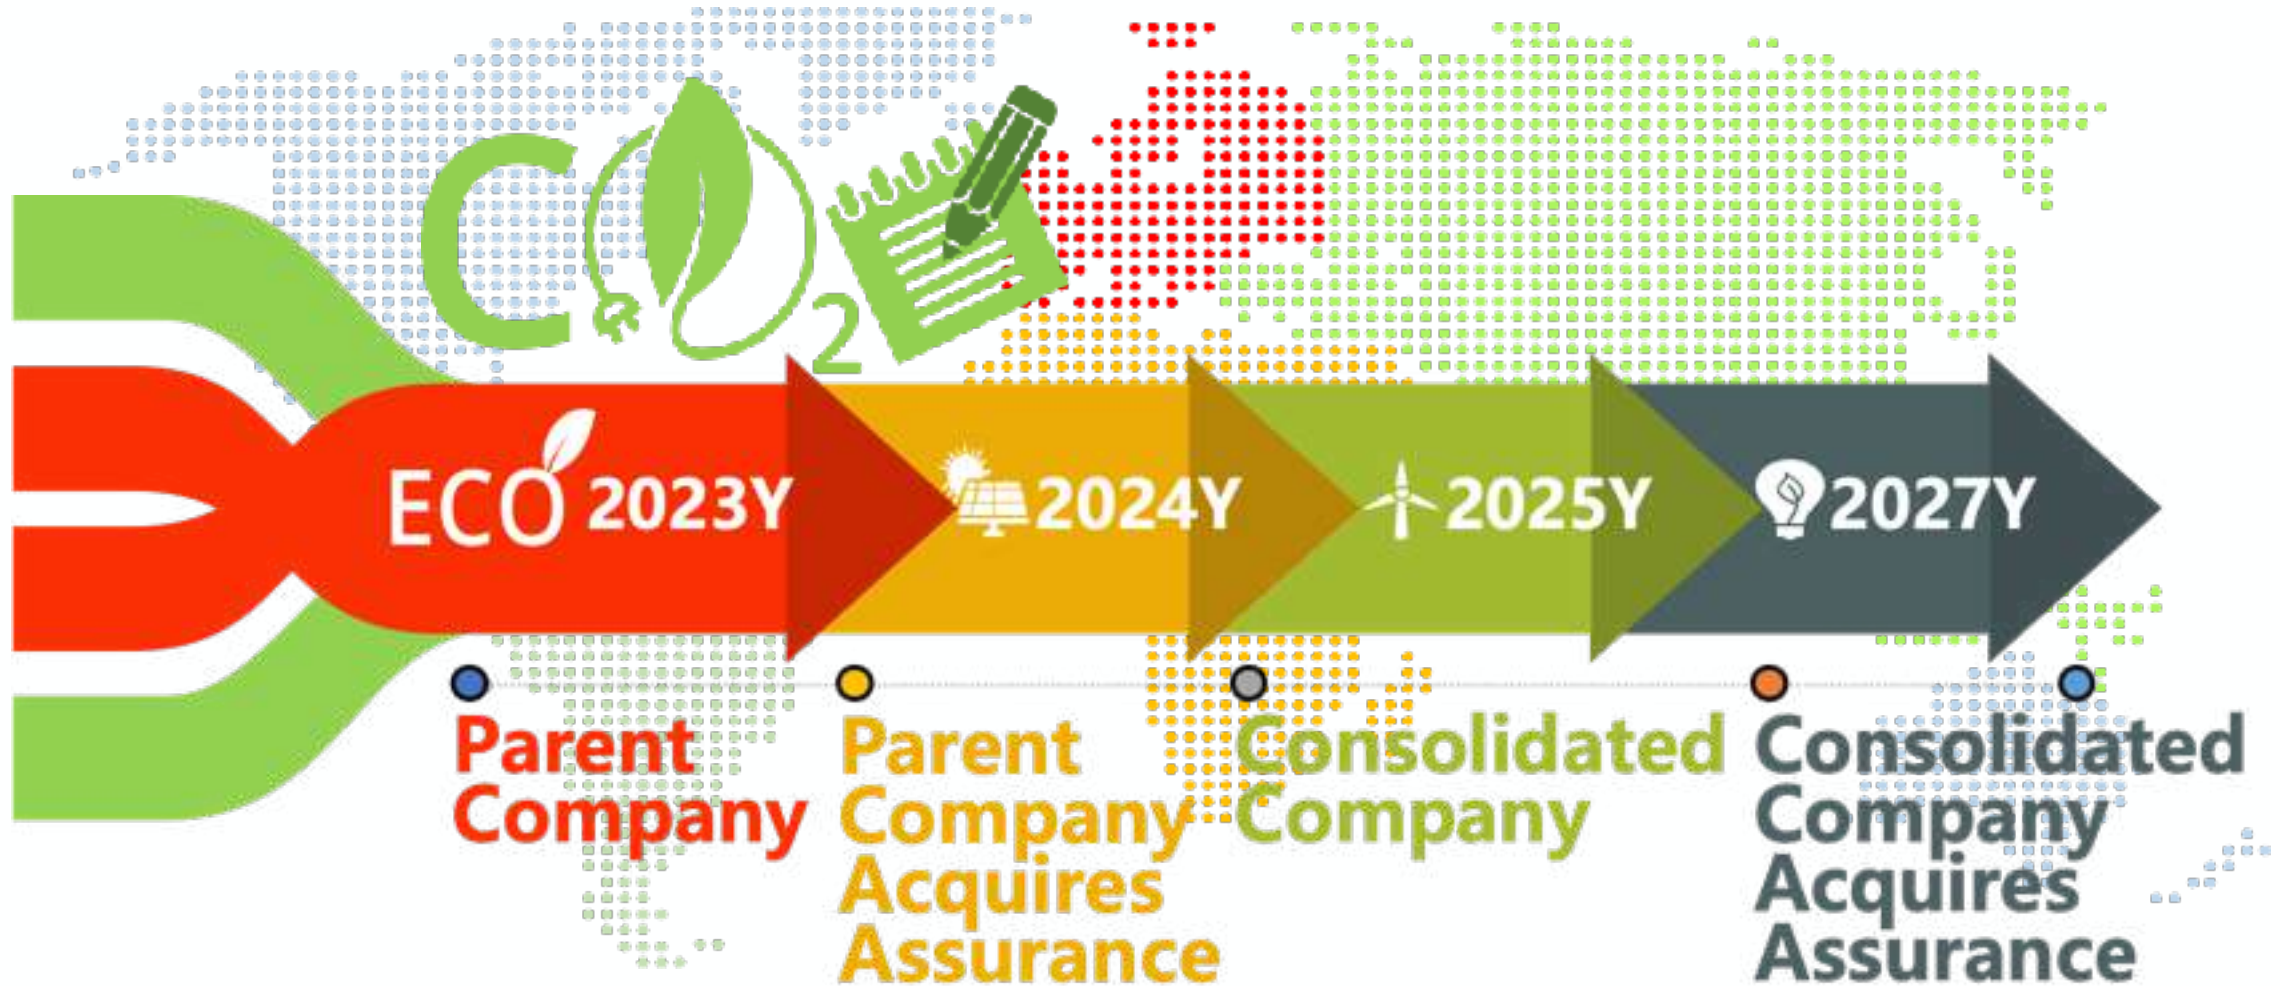 CO2
ECO 2023Y
2024Y
2025Y
2027Y
Parent
Company
Parent
Company
Acquires
Assurance
Consolidated
Company
Consolidated
Company
Acquires
Assurance